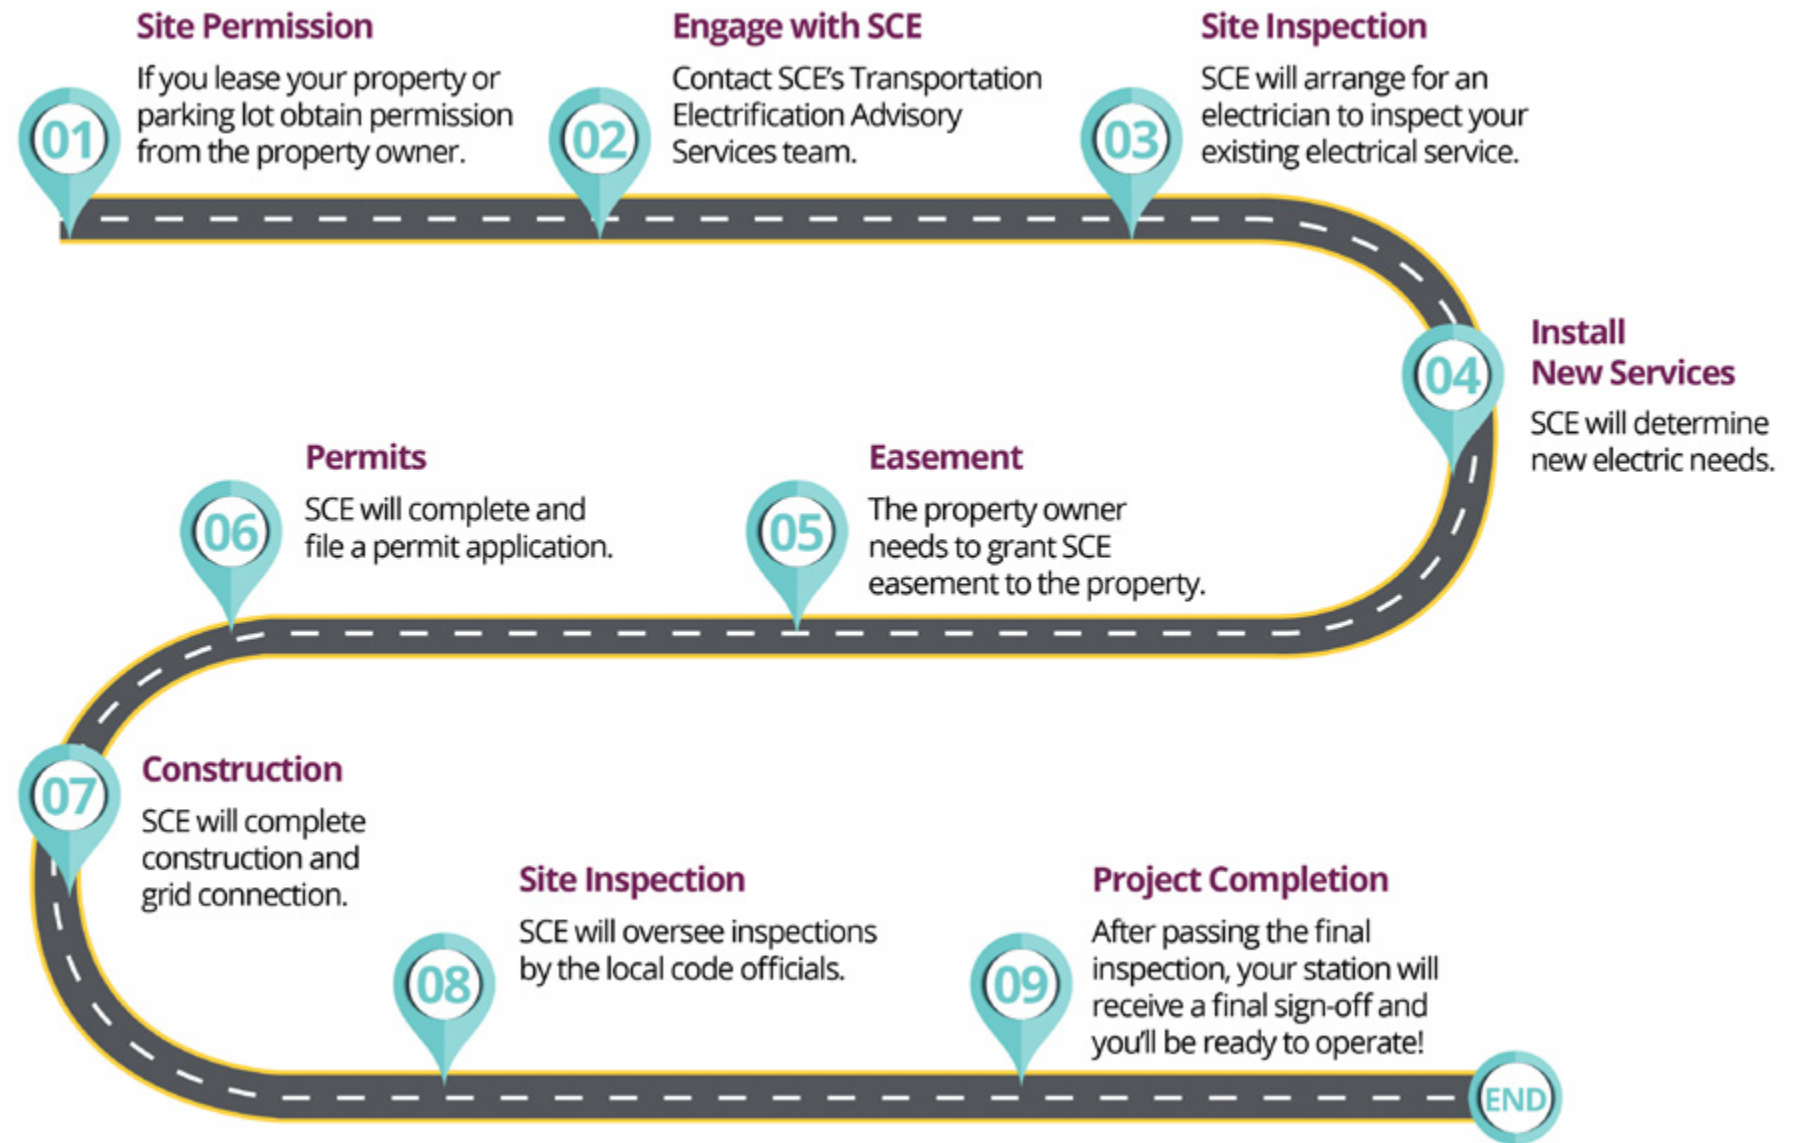 01
Site Permission
If you lease your property or
parking lot obtain permission
from the property owner.
02
Engage with SCE
Contact SCE's Transportation
Electrification Advisory
Services team.
03
Site Inspection
SCE will arrange for an
electrician to inspect your
existing electrical service.
04
Install
New Services
SCE will determine
new electric needs.
05
Easement
The property owner
needs to grant SCE
easement to the property.
06
Permits
SCE will complete and
file a permit application.
07
Construction
SCE will complete
construction and
grid connection.
08
Site Inspection
SCE will oversee inspections
by the local code officials.
09
Project Completion
After passing the final
inspection, your station will
receive a final sign-off and
you'll be ready to operate!
END